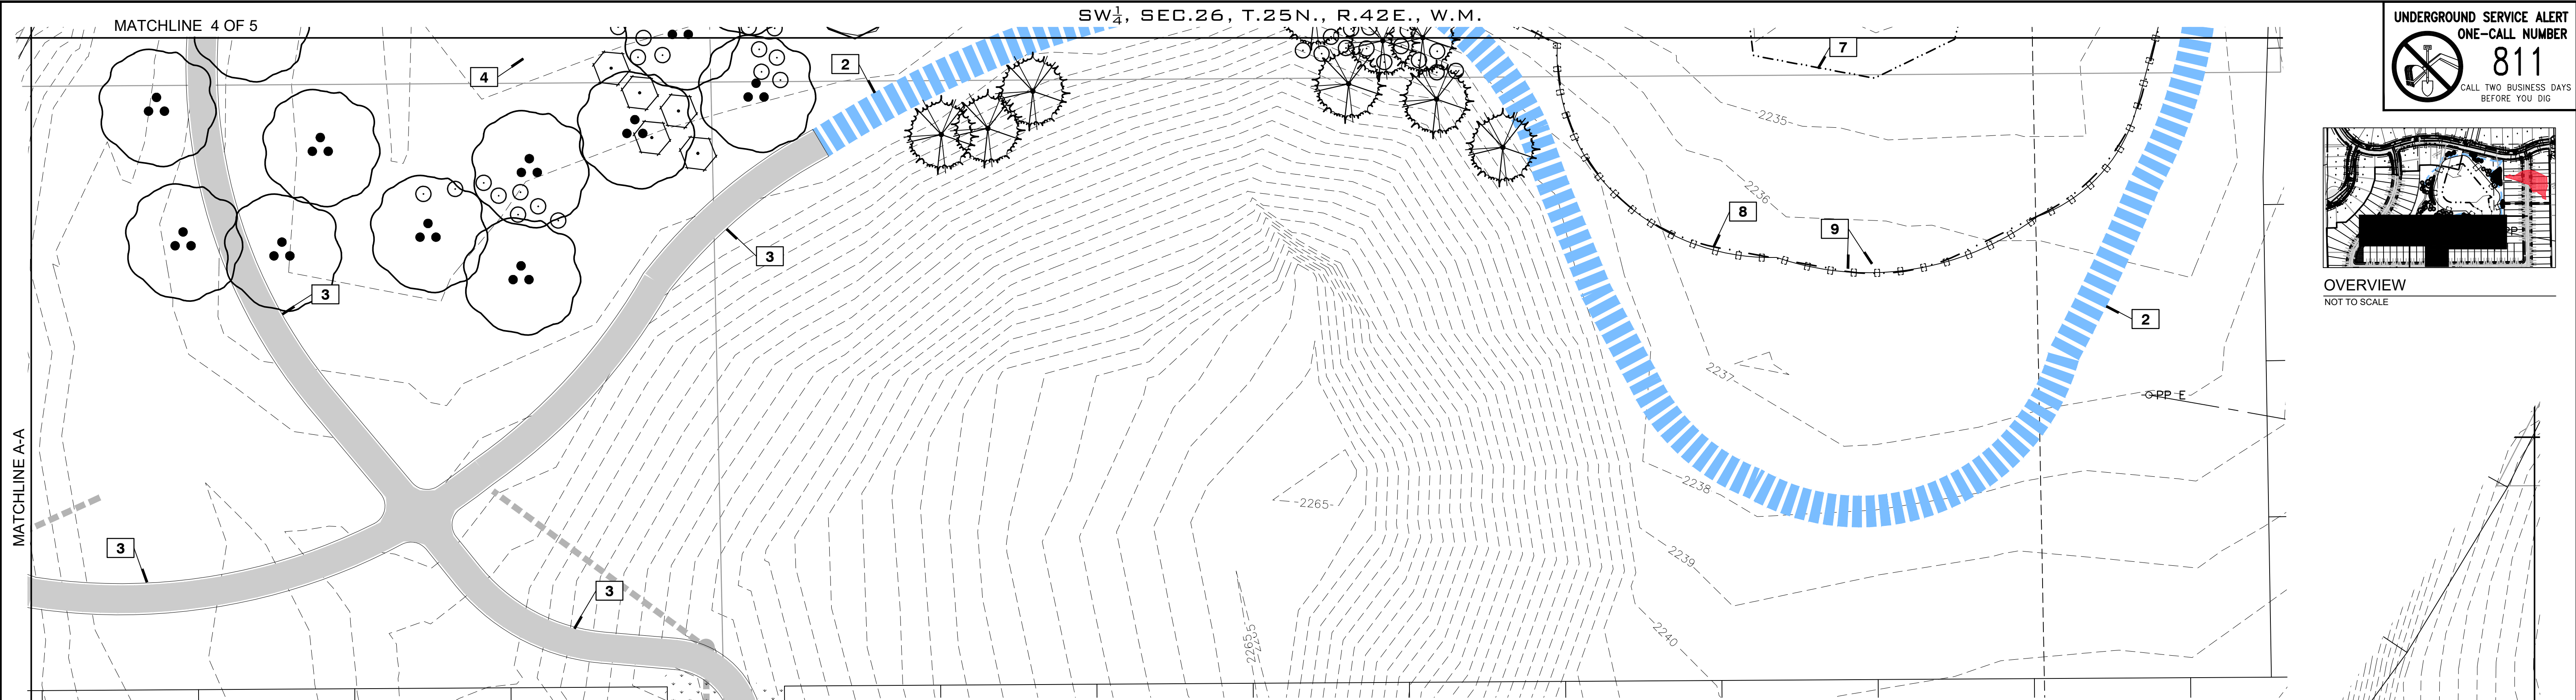 SW 1/4, SEC.26, T.25N., R.42E., W.M.
MATCHLINE 4 OF 5
UNDERGROUND SERVICE ALERT
ONE-CALL NUMBER
811
CALL TWO BUSINESS DAYS
BEFORE YOU DIG
4
2
7
2235
2236
8
9
3
3
2
OVERVIEW
NOT TO SCALE
2237
PP E
MATCHLINE A-A
2265
2238
3
2239
3
2240
2265